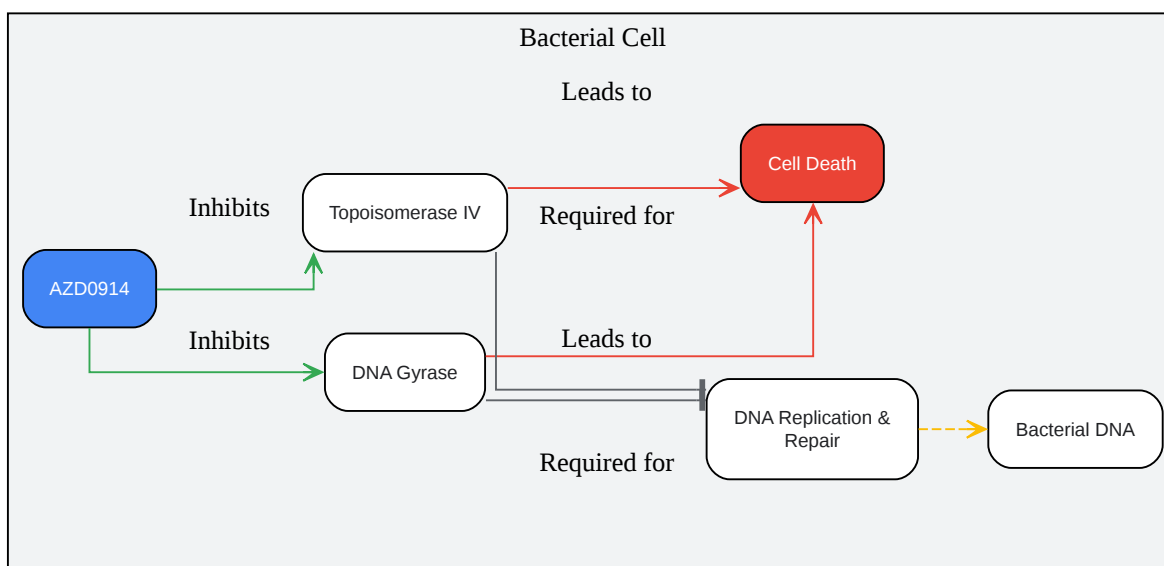 Bacterial Cell
Leads to
Cell Death
Inhibits
Topoisomerase IV
Required for
AZD0914
Inhibits
DNA Gyrase
Leads to
DNA Replication &
Repair
Bacterial DNA
Required for